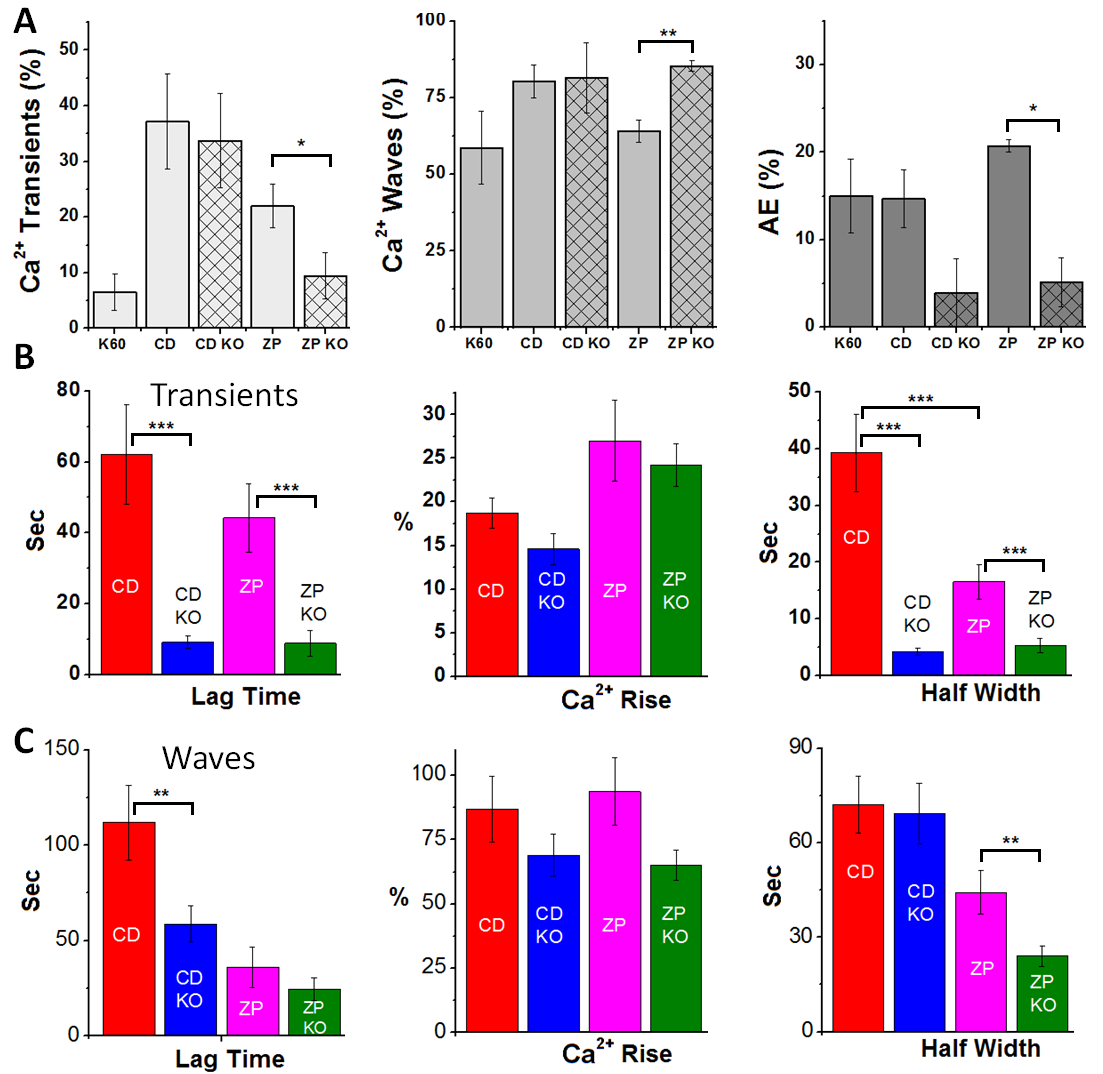 A
Ca2+ Transients (%)
50
40
30
20
10
0
K60 CD CD KO ZP ZP KO
*
Ca2+ Waves (%)
100
75
50
25
0
K60 CD CD KO ZP ZP KO
**
AE (%)
30
20
10
0
K60 CD CD KO ZP ZP KO
*
B
Transients
Sec
80
60
40
20
0
***
***
CD
CD
KO
ZP
ZP
KO
Lag Time
%
30
25
20
15
10
5
0
CD
CD
KO
ZP
ZP
KO
Ca2+ Rise
Sec
50
40
30
20
10
0
***
***
***
CD
CD
KO
ZP
ZP
KO
Half Width
C
Waves
Sec
150
100
50
0
**
CD
CD
KO
ZP
ZP
KO
Lag Time
%
100
75
50
25
0
CD
CD
KO
ZP
ZP
KO
Ca2+ Rise
Sec
90
60
30
0
**
CD
CD
KO
ZP
ZP
KO
Half Width